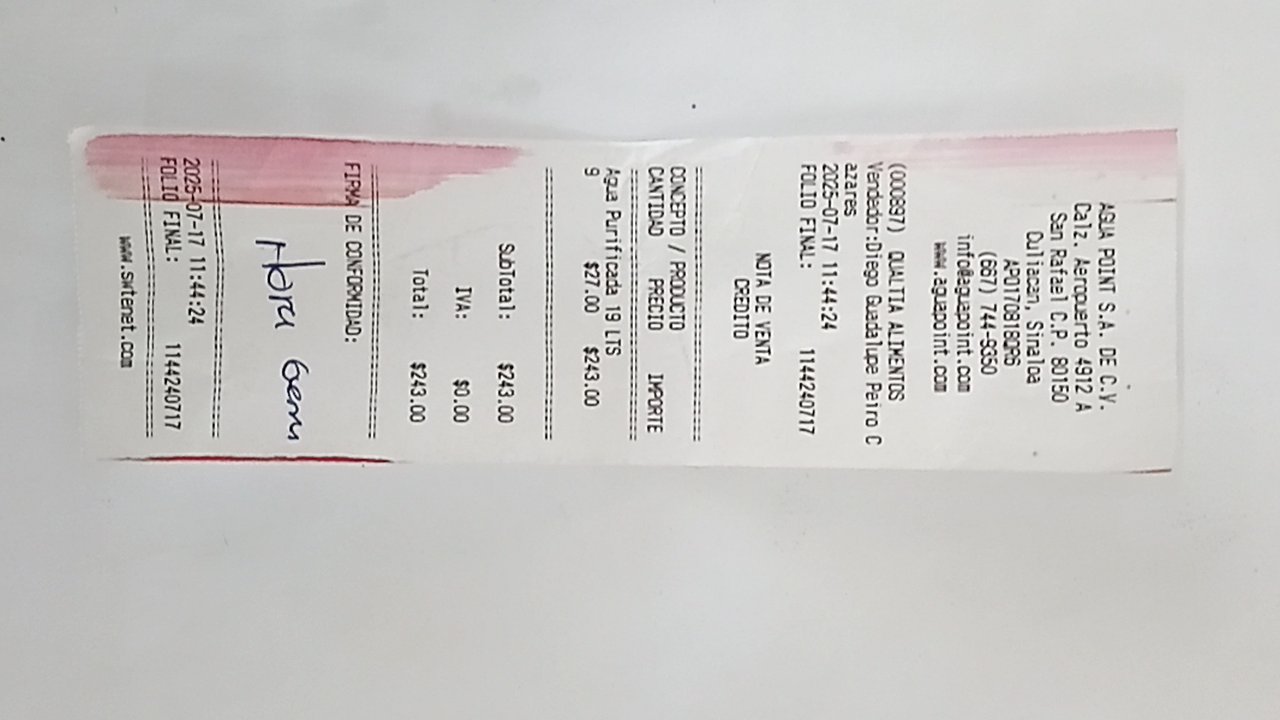 AGUA POINT S.A. DE C.V.
Calz. Aeropuerto 4912 A
San Rafael C.P. 80150
Culiacan, Sinaloa
APO170818QR6
(667) 744-9350
info@aguapoint.com
www.aguapoint.com
(000897) QUALTIA ALIMENTOS
Vendedor:Diego Guadalupe Peiro C
azares
2025-07-17 11:44:24
FOLIO FINAL: 1144240717
NOTA DE VENTA
CREDITO
================================
CONCEPTO / PRODUCTO
CANTIDAD PRECIO IMPORTE
================================
Agua Purificada 19 LTS
9 $27.00 $243.00
================================
SubTotal: $243.00
IVA: $0.00
Total: $243.00
================================
FIRMA DE CONFORMIDAD:
================================
2025-07-17 11:44:24
FOLIO FINAL: 1144240717
================================
www.swtenet.com